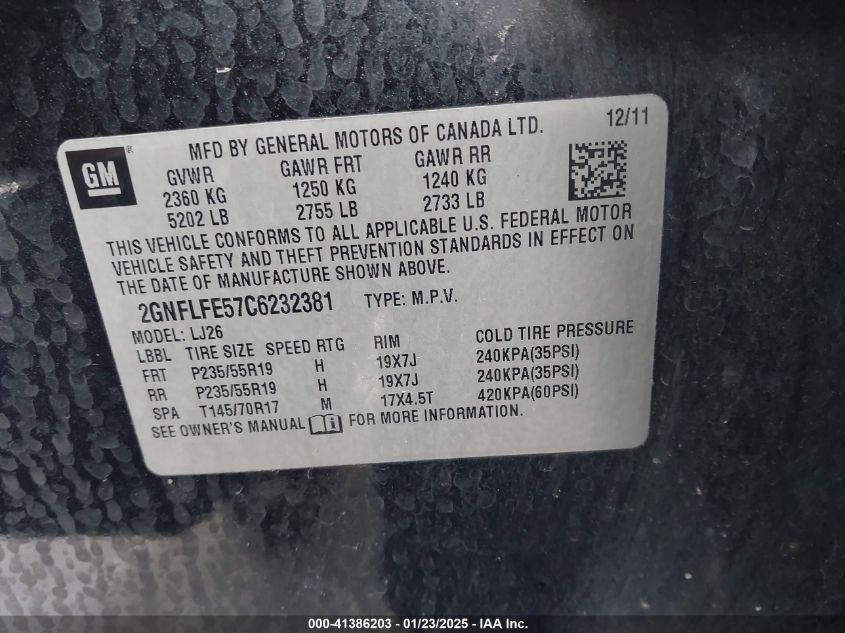 MFD BY GENERAL MOTORS OF CANADA LTD. 12/11
GM®
GVWR GAWR FRT GAWR RR
2360 KG 1250 KG 1240 KG
5202 LB 2755 LB 2733 LB
THIS VEHICLE CONFORMS TO ALL APPLICABLE U.S. FEDERAL MOTOR
VEHICLE SAFETY AND THEFT PREVENTION STANDARDS IN EFFECT ON
THE DATE OF MANUFACTURE SHOWN ABOVE.
2GNFLFE57C6232381 TYPE: M.P.V.
MODEL: LJ26
LBBL TIRE SIZE SPEED RTG RIM COLD TIRE PRESSURE
FRT P235/55R19 H 19X7J 240KPA(35PSI)
RR P235/55R19 H 19X7J 240KPA(35PSI)
SPA T145/70R17 M 17X4.5T 420KPA(60PSI)
SEE OWNER'S MANUAL FOR MORE INFORMATION.
000-41386203 - 01/23/2025 - IAA Inc.